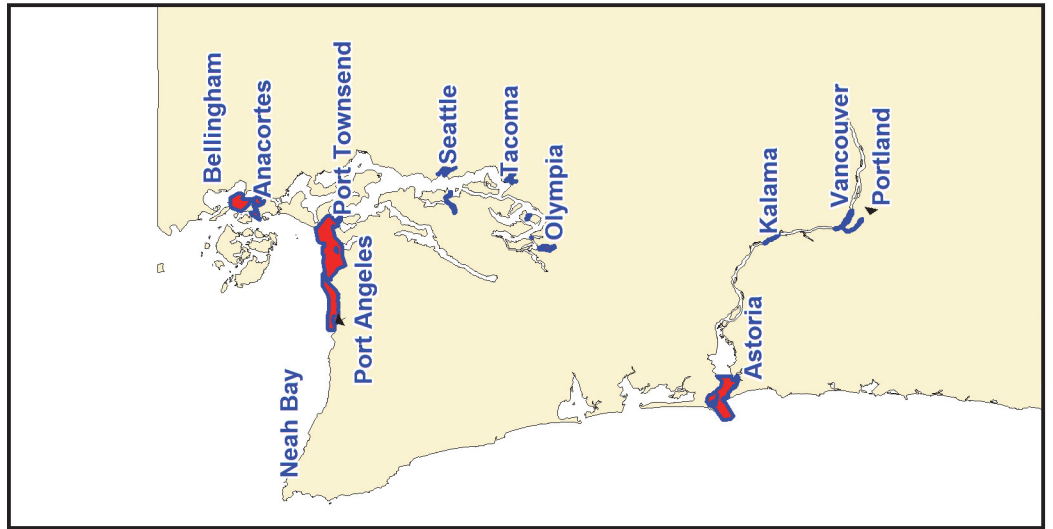 Bellingham
Anacortes
Port Townsend
Port Angeles
Neah Bay
Seattle
Tacoma
Olympia
Kalama
Vancouver
Portland
Astoria